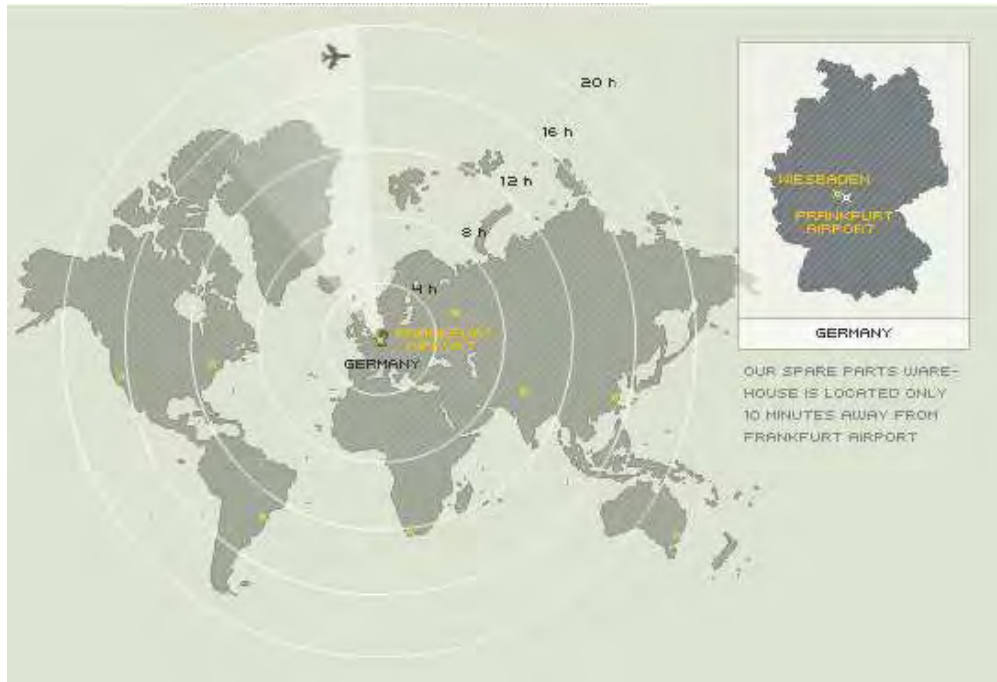 20 h
16 h
12 h
8 h
4 h
FRANKFURT
AIRPORT
GERMANY
WIESBADEN
FRANKFURT
AIRPORT
GERMANY
OUR SPARE PARTS WARE-
HOUSE IS LOCATED ONLY
10 MINUTES AWAY FROM
FRANKFURT AIRPORT